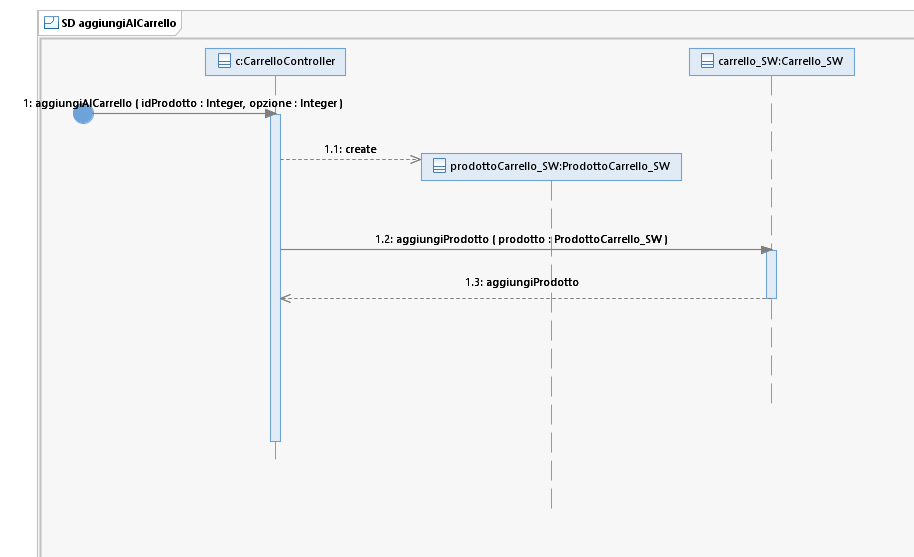 SD aggiungiAlCarrello
c:CarrelloController
carrello_SW:Carrello_SW
1: aggiungiAlCarrello ( idProdotto : Integer, opzione : Integer )
1.1: create
prodottoCarrello_SW:ProdottoCarrello_SW
1.2: aggiungiProdotto ( prodotto : ProdottoCarrello_SW )
1.3: aggiungiProdotto